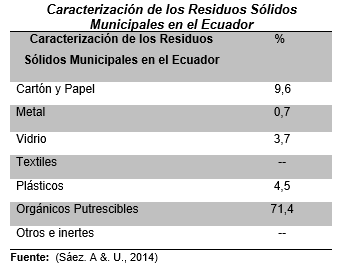 Caracterización de los Residuos Sólidos
Municipales en el Ecuador
Caracterización de los Residuos %
Sólidos Municipales en el Ecuador
Cartón y Papel 9,6
Metal 0,7
Vidrio 3,7
Textiles --
Plásticos 4,5
Orgánicos Putrescibles 71,4
Otros e inertes --
Fuente: (Sáez. A &. U., 2014)